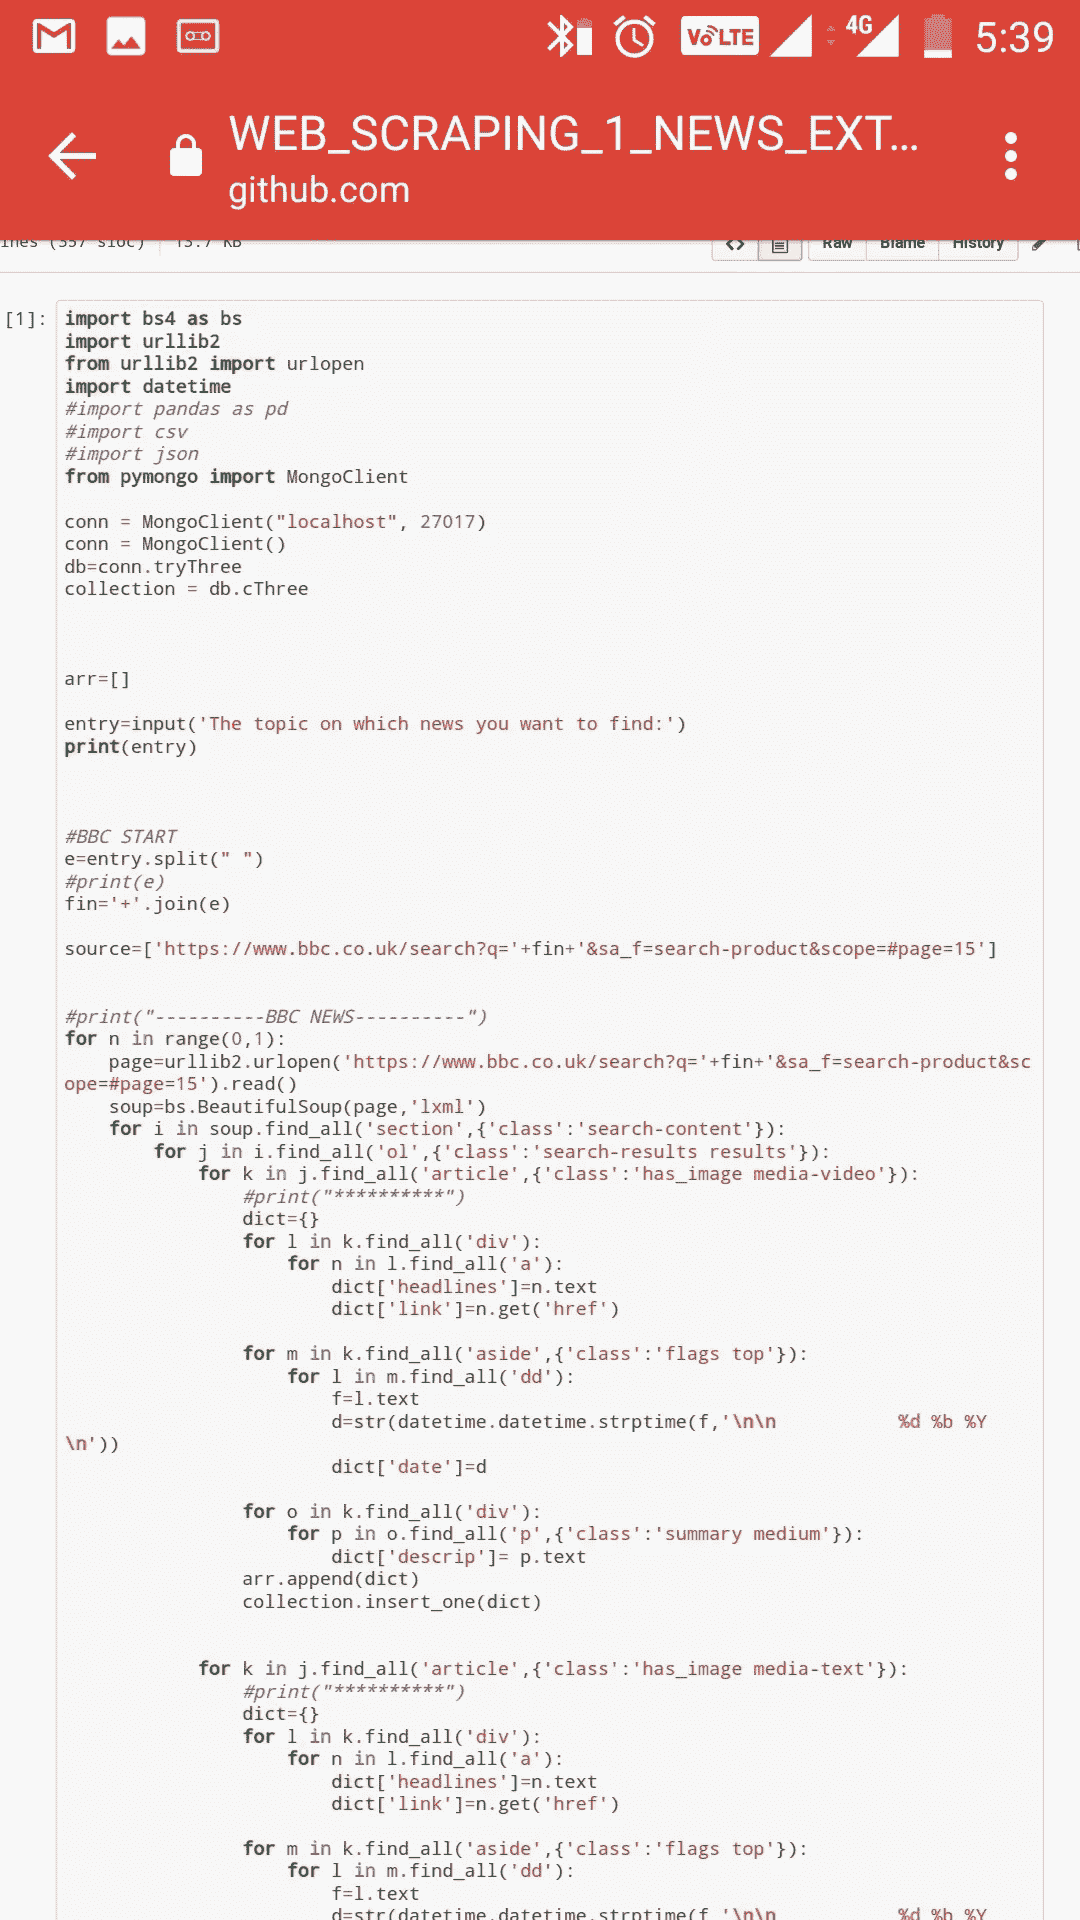 VoLTE 4G 5:39
WEB_SCRAPING_1_NEWS_EXT...
github.com
ines (357 sloc) 13.7 KB <> Raw Blame History
[1]: import bs4 as bs
import urllib2
from urllib2 import urlopen
import datetime
#import pandas as pd
#import csv
#import json
from pymongo import MongoClient
conn = MongoClient("localhost", 27017)
conn = MongoClient()
db=conn.tryThree
collection = db.cThree
arr=[]
entry=input('The topic on which news you want to find:')
print(entry)
#BBC START
e=entry.split(" ")
#print(e)
fin='+'.join(e)
source=['https://www.bbc.co.uk/search?q='+fin+'&sa_f=search-product&scope=#page=15']
#print("----------BBC NEWS----------")
for n in range(0,1):
    page=urllib2.urlopen('https://www.bbc.co.uk/search?q='+fin+'&sa_f=search-product&sc
ope=#page=15').read()
    soup=bs.BeautifulSoup(page,'lxml')
    for i in soup.find_all('section',{'class':'search-content'}):
        for j in i.find_all('ol',{'class':'search-results results'}):
            for k in j.find_all('article',{'class':'has_image media-video'}):
                #print("**********")
                dict={}
                for l in k.find_all('div'):
                    for n in l.find_all('a'):
                        dict['headlines']=n.text
                        dict['link']=n.get('href')
                for m in k.find_all('aside',{'class':'flags top'}):
                    for l in m.find_all('dd'):
                        f=l.text
                        d=str(datetime.datetime.strptime(f,'\n\n           %d %b %Y
\n'))
                        dict['date']=d
                for o in k.find_all('div'):
                    for p in o.find_all('p',{'class':'summary medium'}):
                        dict['descrip']= p.text
                arr.append(dict)
                collection.insert_one(dict)
            for k in j.find_all('article',{'class':'has_image media-text'}):
                #print("**********")
                dict={}
                for l in k.find_all('div'):
                    for n in l.find_all('a'):
                        dict['headlines']=n.text
                        dict['link']=n.get('href')
                for m in k.find_all('aside',{'class':'flags top'}):
                    for l in m.find_all('dd'):
                        f=l.text
                        d=str(datetime.datetime.strptime(f,'\n\n           %d %b %Y